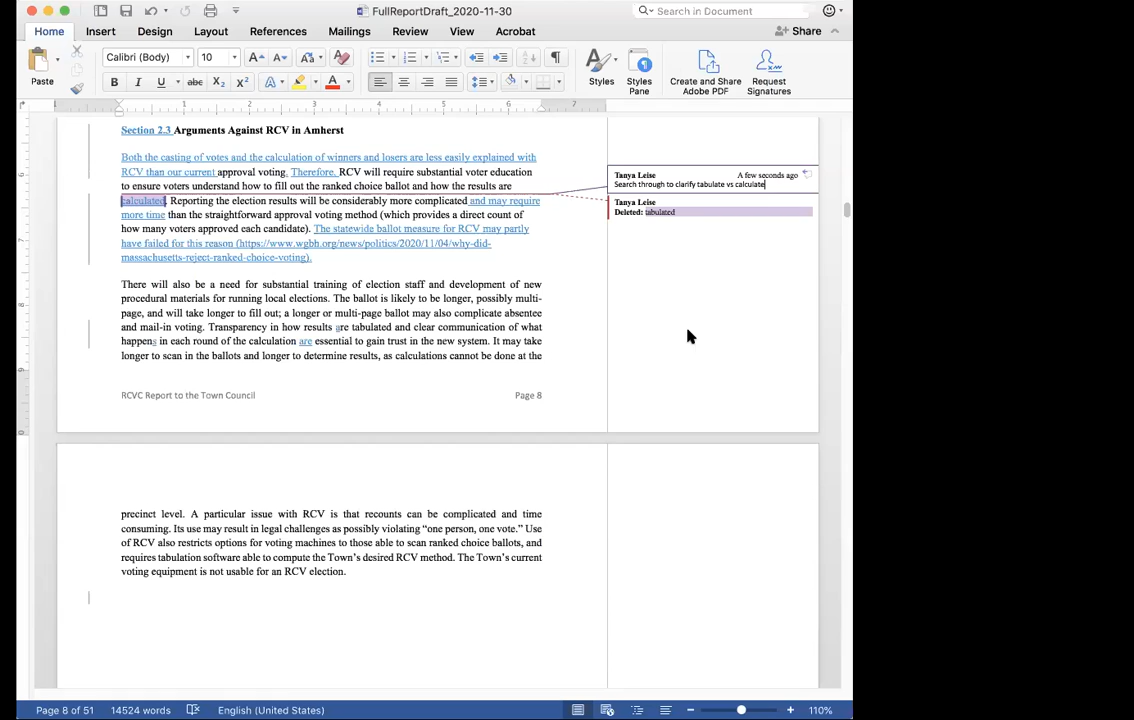 FullReportDraft_2020-11-30
Search in Document
Home Insert Design Layout References Mailings Review View Acrobat
Share
Paste
Calibri (Body) 10
Styles
Styles Pane
Create and Share Adobe PDF
Request Signatures
1 2 3 4 5 6 7
Section 2.3 Arguments Against RCV in Amherst
Both the casting of votes and the calculation of winners and losers are less easily explained with
RCV than our current approval voting. Therefore, RCV will require substantial voter education
to ensure voters understand how to fill out the ranked choice ballot and how the results are
calculated. Reporting the election results will be considerably more complicated and may require
more time than the straightforward approval voting method (which provides a direct count of
how many voters approved each candidate). The statewide ballot measure for RCV may partly
have failed for this reason (https://www.wgbh.org/news/politics/2020/11/04/why-did-
massachusetts-reject-ranked-choice-voting).
Tanya Leise A few seconds ago
Search through to clarify tabulate vs calculate
Tanya Leise
Deleted: tabulated
There will also be a need for substantial training of election staff and development of new
procedural materials for running local elections. The ballot is likely to be longer, possibly multi-
page, and will take longer to fill out; a longer or multi-page ballot may also complicate absentee
and mail-in voting. Transparency in how results are tabulated and clear communication of what
happens in each round of the calculation are essential to gain trust in the new system. It may take
longer to scan in the ballots and longer to determine results, as calculations cannot be done at the
RCVC Report to the Town Council Page 8
precinct level. A particular issue with RCV is that recounts can be complicated and time
consuming. Its use may result in legal challenges as possibly violating “one person, one vote.” Use
of RCV also restricts options for voting machines to those able to scan ranked choice ballots, and
requires tabulation software able to compute the Town’s desired RCV method. The Town’s current
voting equipment is not usable for an RCV election.
Page 8 of 51 14524 words English (United States) 110%